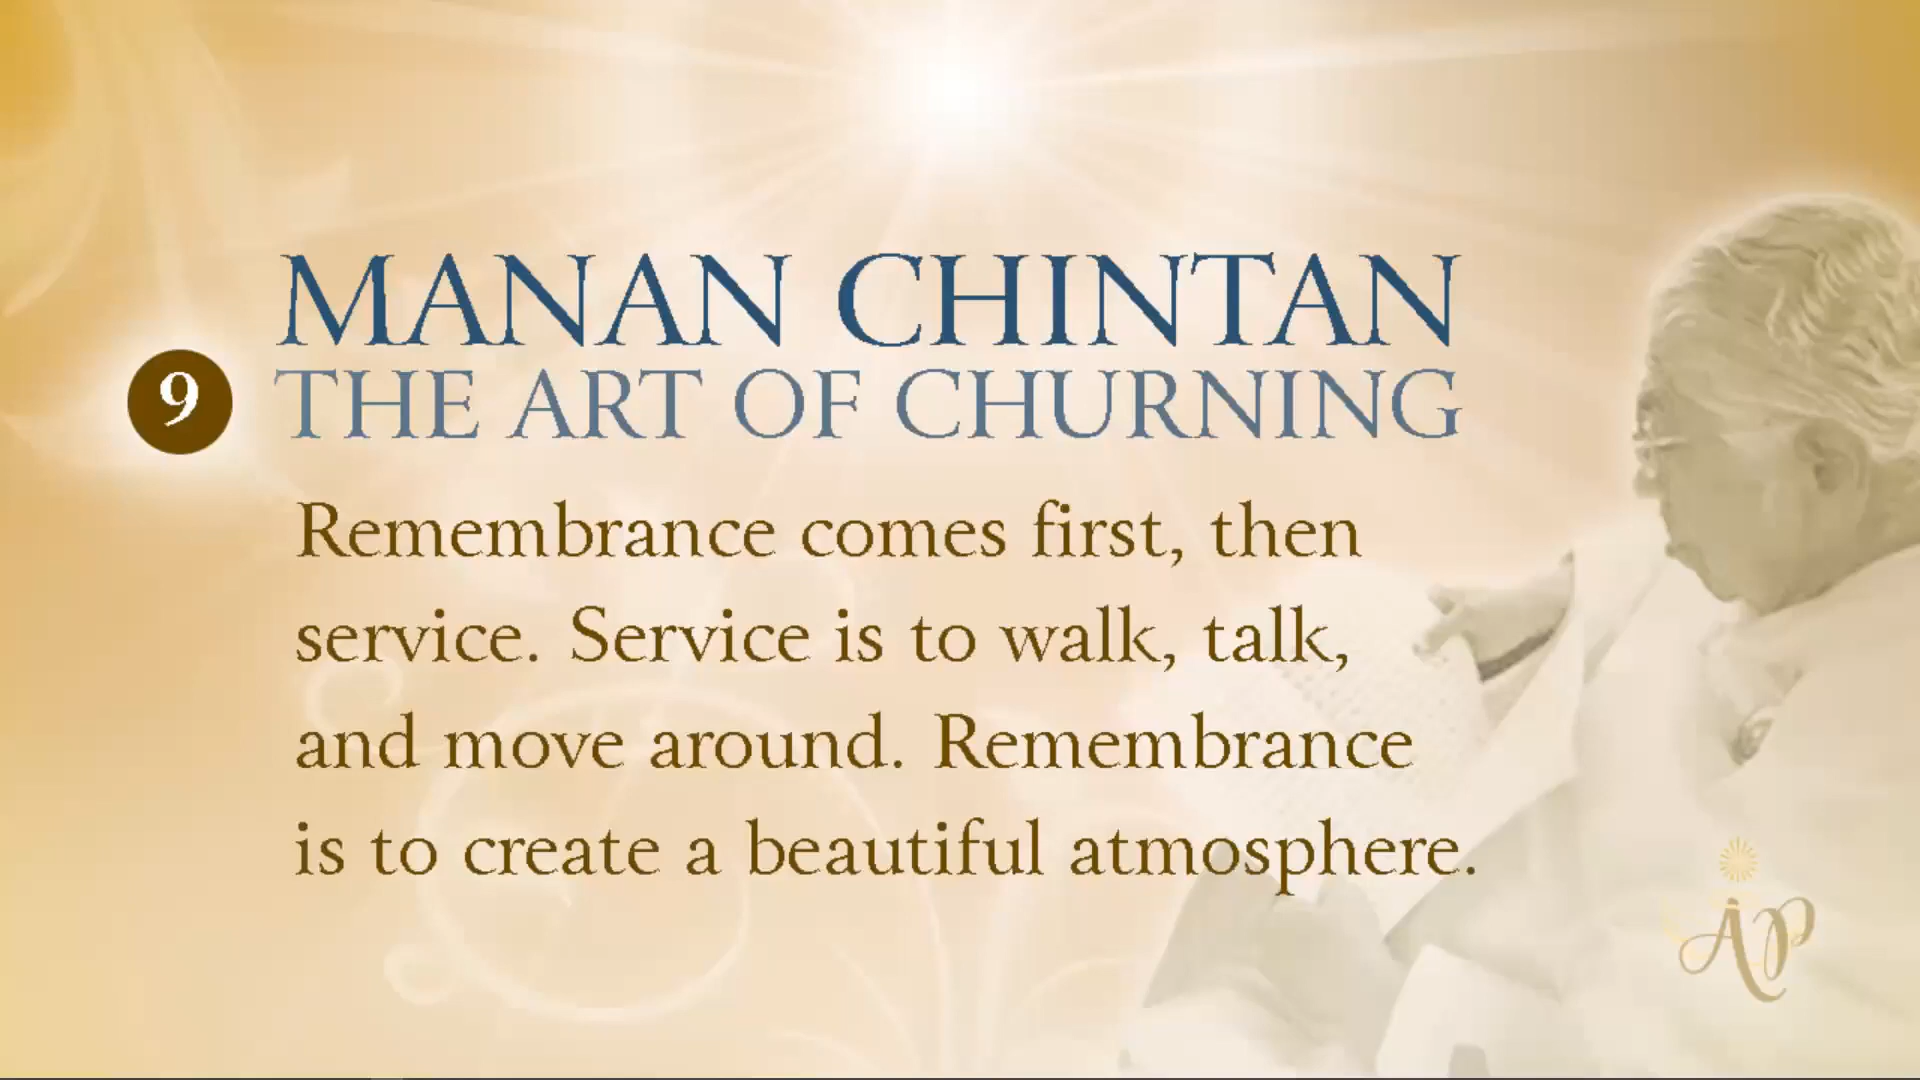 MANAN CHINTAN
9 THE ART OF CHURNING
Remembrance comes first, then
service. Service is to walk, talk,
and move around. Remembrance
is to create a beautiful atmosphere.
AP